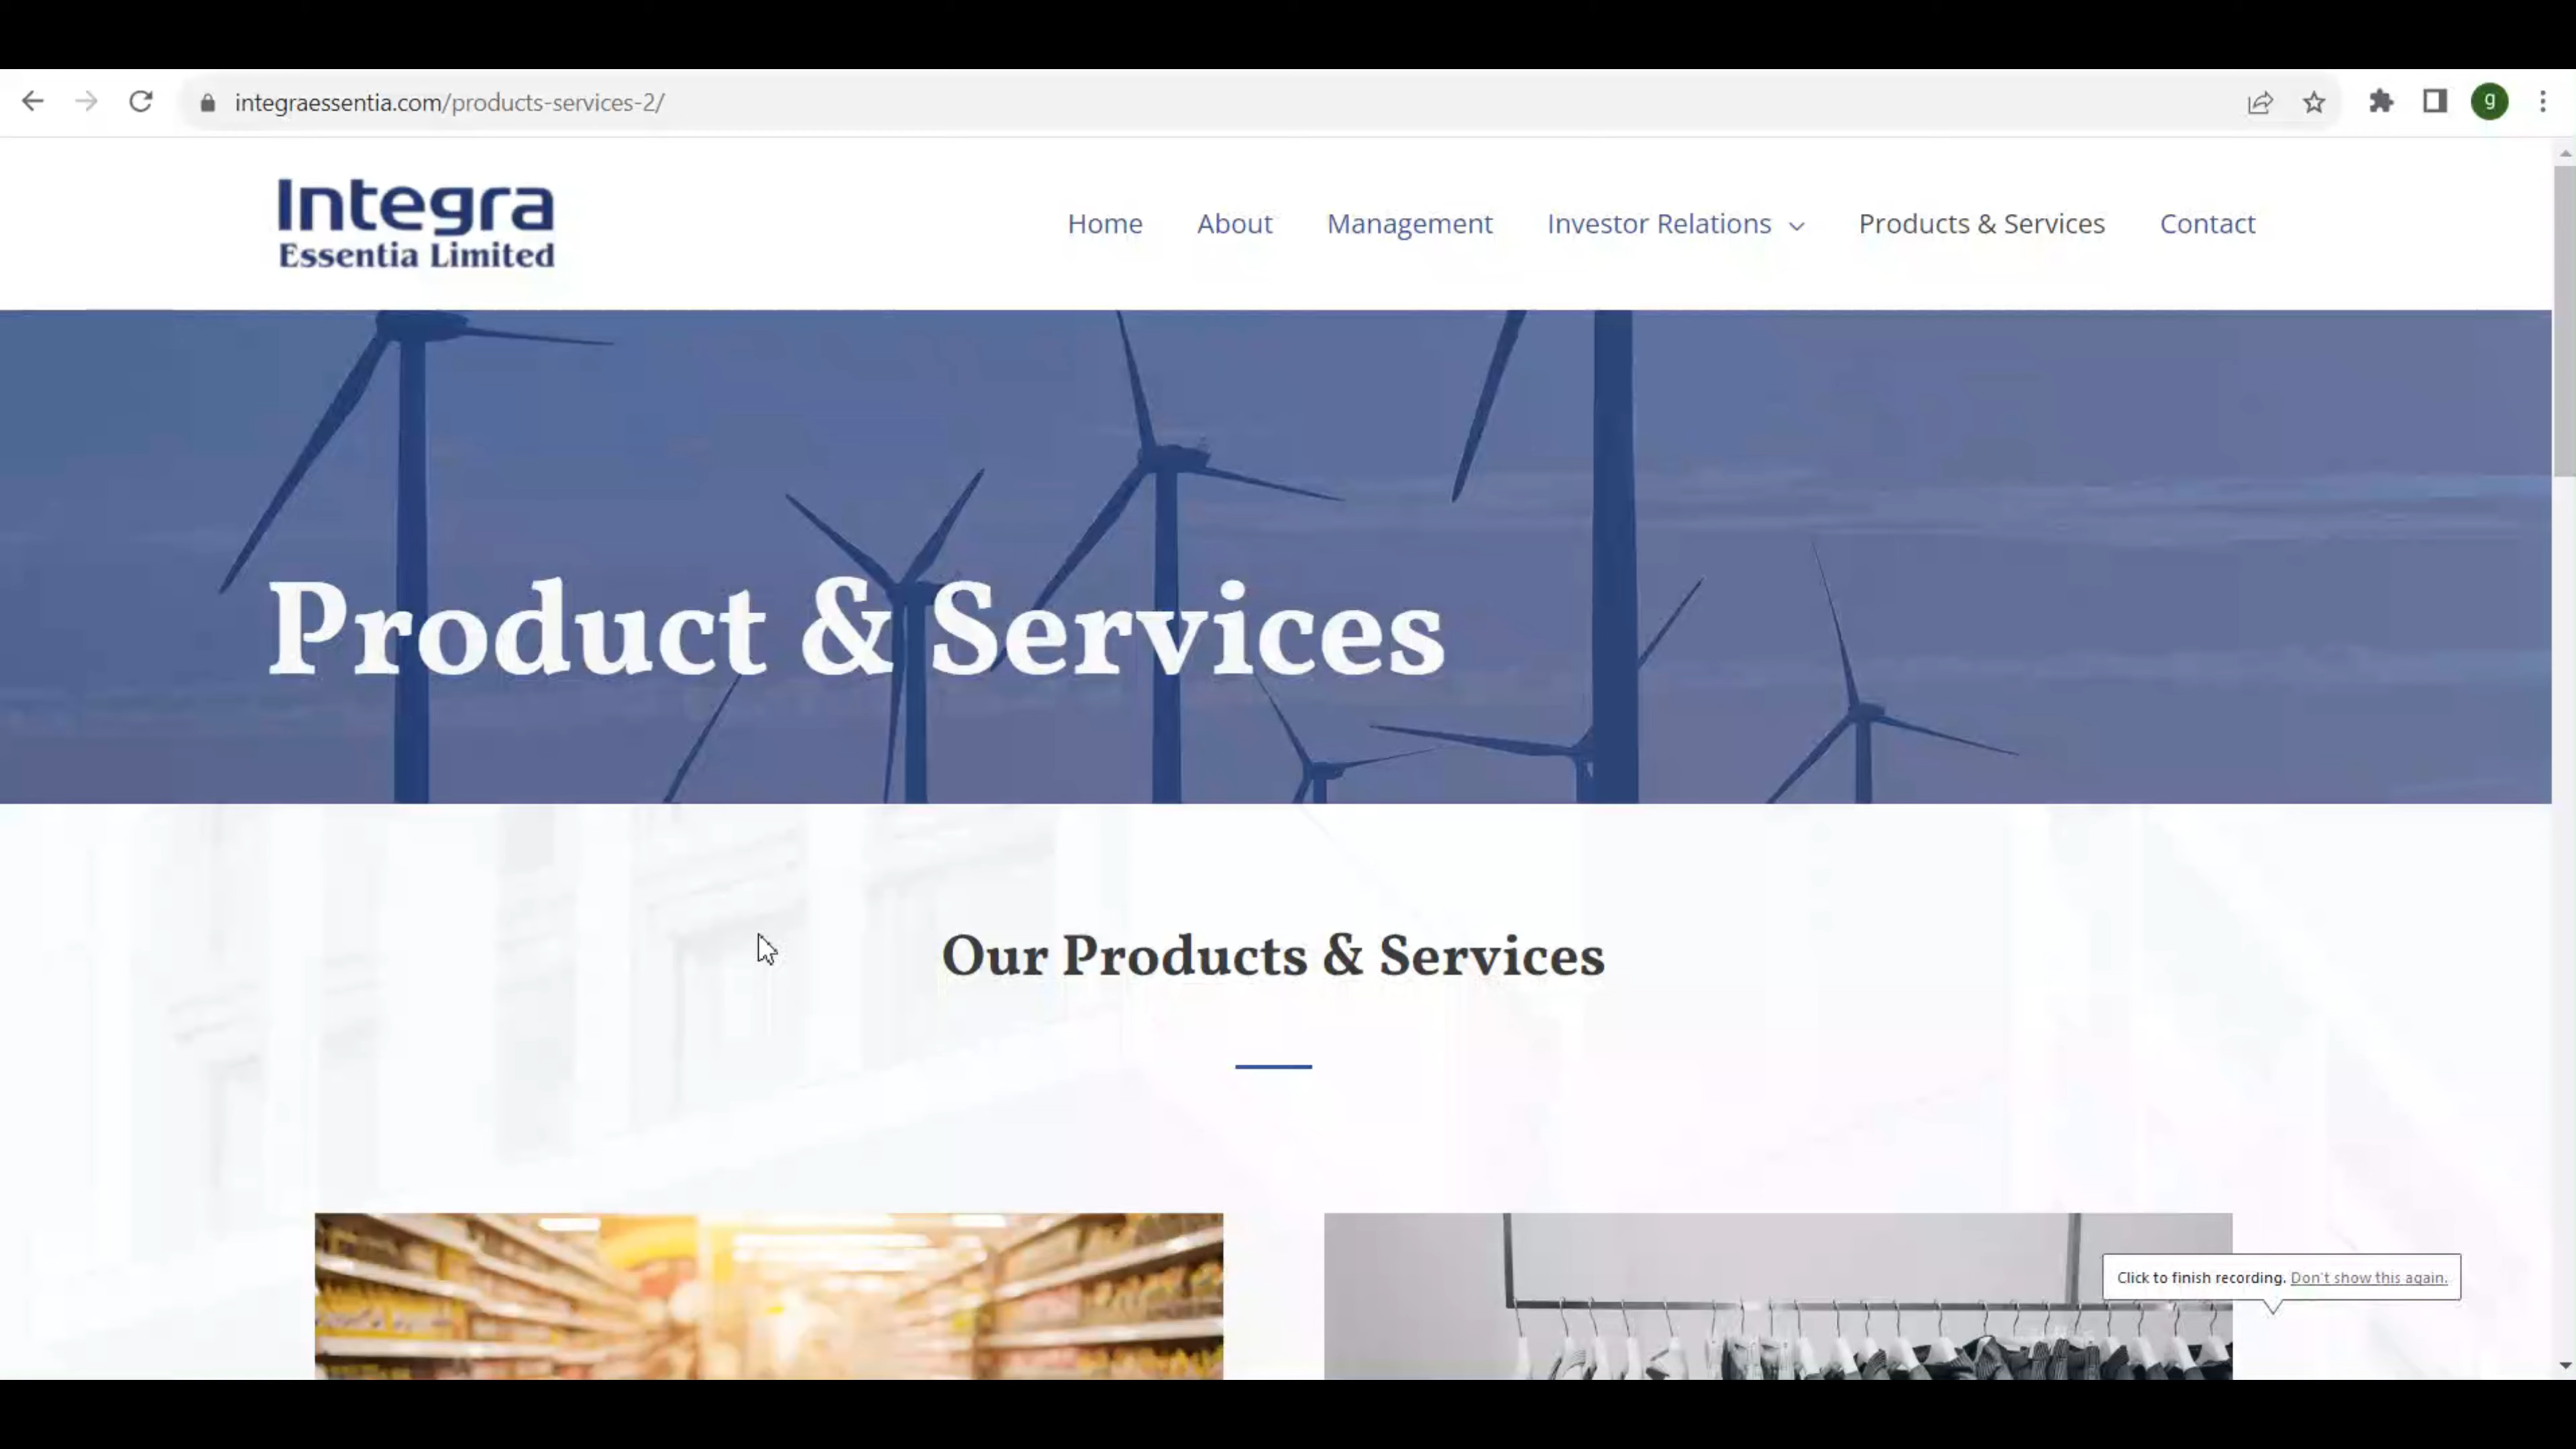 integraessentia.com/products-services-2/
g
Integra
Essentia Limited
Home About Management Investor Relations Products & Services Contact
Product & Services
Our Products & Services
Click to finish recording. Don't show this again.